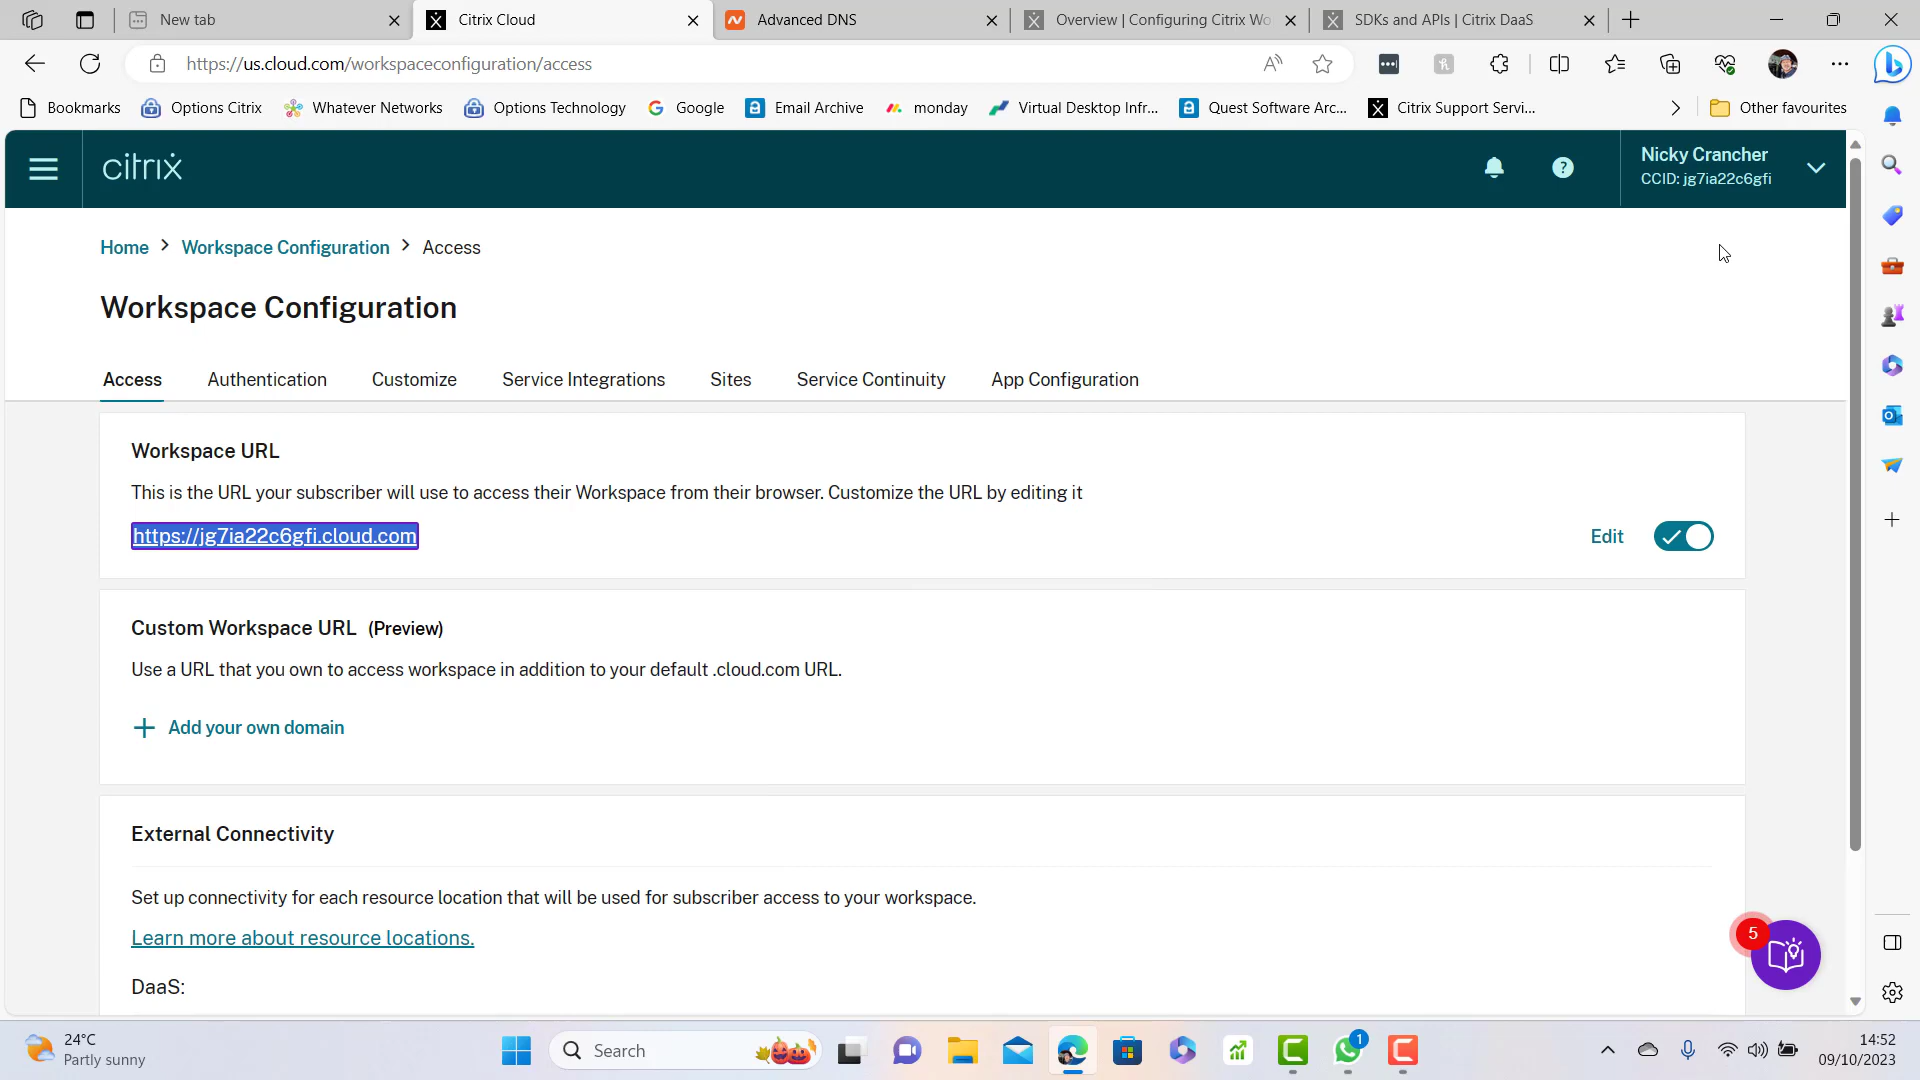 New tab
Citrix Cloud
Advanced DNS
Overview | Configuring Citrix Wo
SDKs and APIs | Citrix DaaS
https://us.cloud.com/workspaceconfiguration/access
Bookmarks
Options Citrix
Whatever Networks
Options Technology
Google
Email Archive
monday
Virtual Desktop Infr...
Quest Software Arc...
Citrix Support Servi...
Other favourites
citrix
Nicky Crancher
CCID: jg7ia22c6gfi
Home > Workspace Configuration > Access
Workspace Configuration
Access
Authentication
Customize
Service Integrations
Sites
Service Continuity
App Configuration
Workspace URL
This is the URL your subscriber will use to access their Workspace from their browser. Customize the URL by editing it
https://jg7ia22c6gfi.cloud.com
Edit
Custom Workspace URL (Preview)
Use a URL that you own to access workspace in addition to your default .cloud.com URL.
+ Add your own domain
External Connectivity
Set up connectivity for each resource location that will be used for subscriber access to your workspace.
Learn more about resource locations.
5
DaaS:
24°C
Partly sunny
Search
1
14:52
09/10/2023